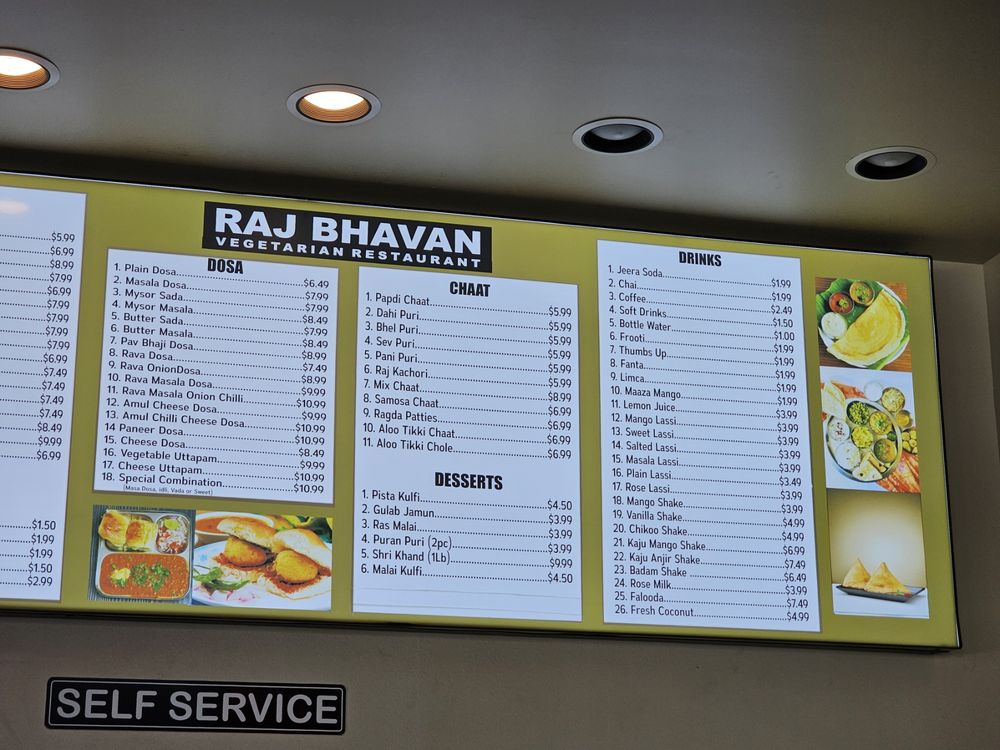 $5.99
$6.99
$8.99
$7.99
$6.99
$7.99
$7.99
$7.99
$7.99
$6.99
$7.49
$7.49
$7.49
$7.49
$8.49
$9.99
$6.99
$1.50
$1.99
$1.99
$1.50
$2.99
RAJ BHAVAN
VEGETARIAN RESTAURANT
DOSA
1. Plain Dosa $6.49
2. Masala Dosa $7.99
3. Mysor Sada $7.99
4. Mysor Masala $8.49
5. Butter Sada $7.99
6. Butter Masala $8.49
7. Pav Bhaji Dosa $8.99
8. Rava Dosa $7.49
9. Rava OnionDosa $8.99
10. Rava Masala Dosa $9.99
11. Rava Masala Onion Chilli $10.99
12. Amul Cheese Dosa $9.99
13. Amul Chilli Cheese Dosa $10.99
14 Paneer Dosa $10.99
15. Cheese Dosa $8.49
16. Vegetable Uttapam $9.99
17. Cheese Uttapam $10.99
18. Special Combination $10.99
(Masa Dosa, idli, Vada or Sweet)
CHAAT
1. Papdi Chaat $5.99
2. Dahi Puri $5.99
3. Bhel Puri $5.99
4. Sev Puri $5.99
5. Pani Puri $5.99
6. Raj Kachori $5.99
7. Mix Chaat $8.99
8. Samosa Chaat $6.99
9. Ragda Patties $6.99
10. Aloo Tikki Chaat $6.99
11. Aloo Tikki Chole $6.99
DESSERTS
1. Pista Kulfi $4.50
2. Gulab Jamun $3.99
3. Ras Malai $3.99
4. Puran Puri (2pc) $3.99
5. Shri Khand (1Lb) $9.99
6. Malai Kulfi $4.50
DRINKS
1. Jeera Soda $1.99
2. Chai $1.99
3. Coffee $2.49
4. Soft Drinks $1.50
5. Bottle Water $1.00
6. Frooti $1.99
7. Thumbs Up $1.99
8. Fanta $1.99
9. Limca $1.99
10. Maaza Mango $1.99
11. Lemon Juice $3.99
12. Mango Lassi $3.99
13. Sweet Lassi $3.99
14. Salted Lassi $3.99
15. Masala Lassi $3.99
16. Plain Lassi $3.49
17. Rose Lassi $3.99
18. Mango Shake $3.99
19. Vanilla Shake $4.99
20. Chikoo Shake $4.99
21. Kaju Mango Shake $6.99
22. Kaju Anjir Shake $7.49
23. Badam Shake $6.49
24. Rose Milk $3.99
25. Falooda $7.49
26. Fresh Coconut $4.99
SELF SERVICE